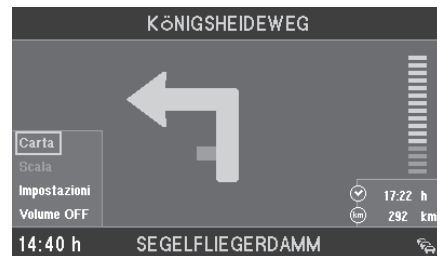 KöNIGSHEIDEWEG
Carta
Scala
Impostazioni
Volume OFF
17:22 h
km 292 km
14:40 h SEGELFLIEGERDAMM